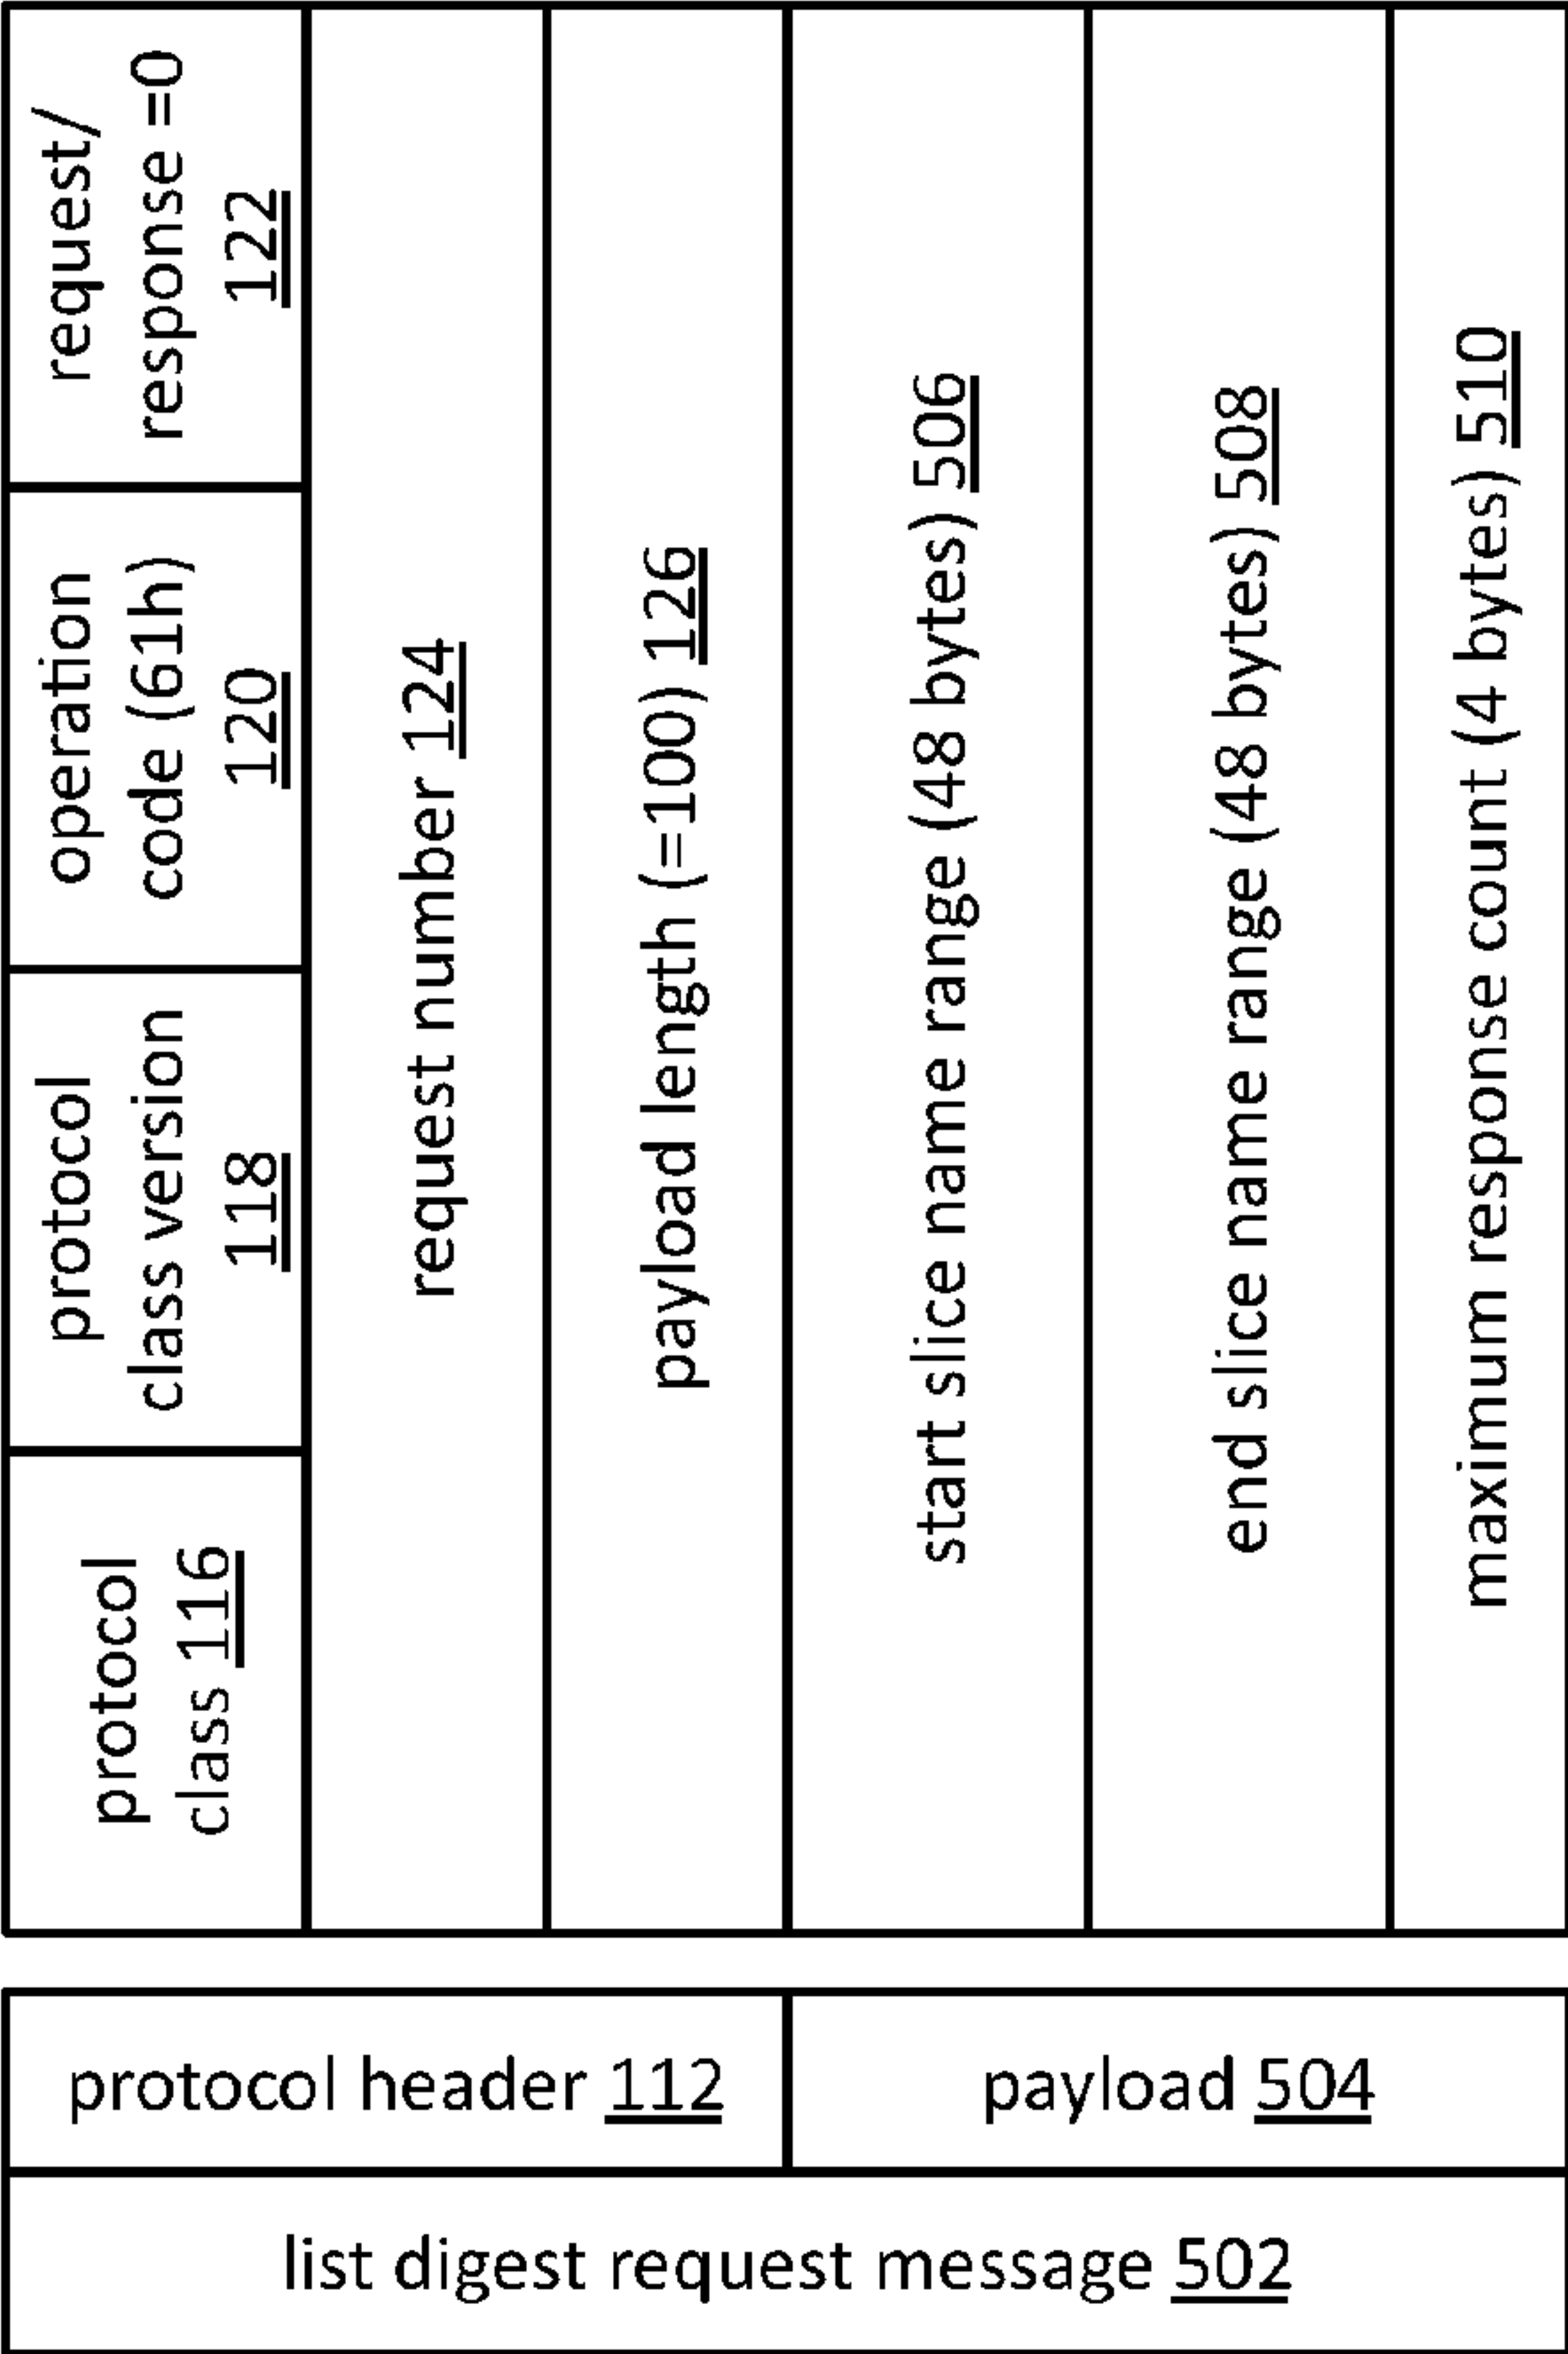 list digest request message 502
protocol header 112
payload 504
protocol
class 116
protocol
class version
118
operation
code (61h)
120
request/
response =0
122
request number 124
payload length (=100) 126
start slice name range (48 bytes) 506
end slice name range (48 bytes) 508
maximum response count (4 bytes) 510